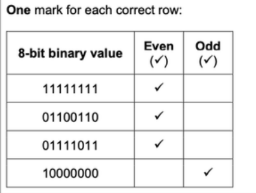 One mark for each correct row:
8-bit binary value Even (✓) Odd (✓)
11111111 ✓
01100110 ✓
01111011 ✓
10000000 ✓